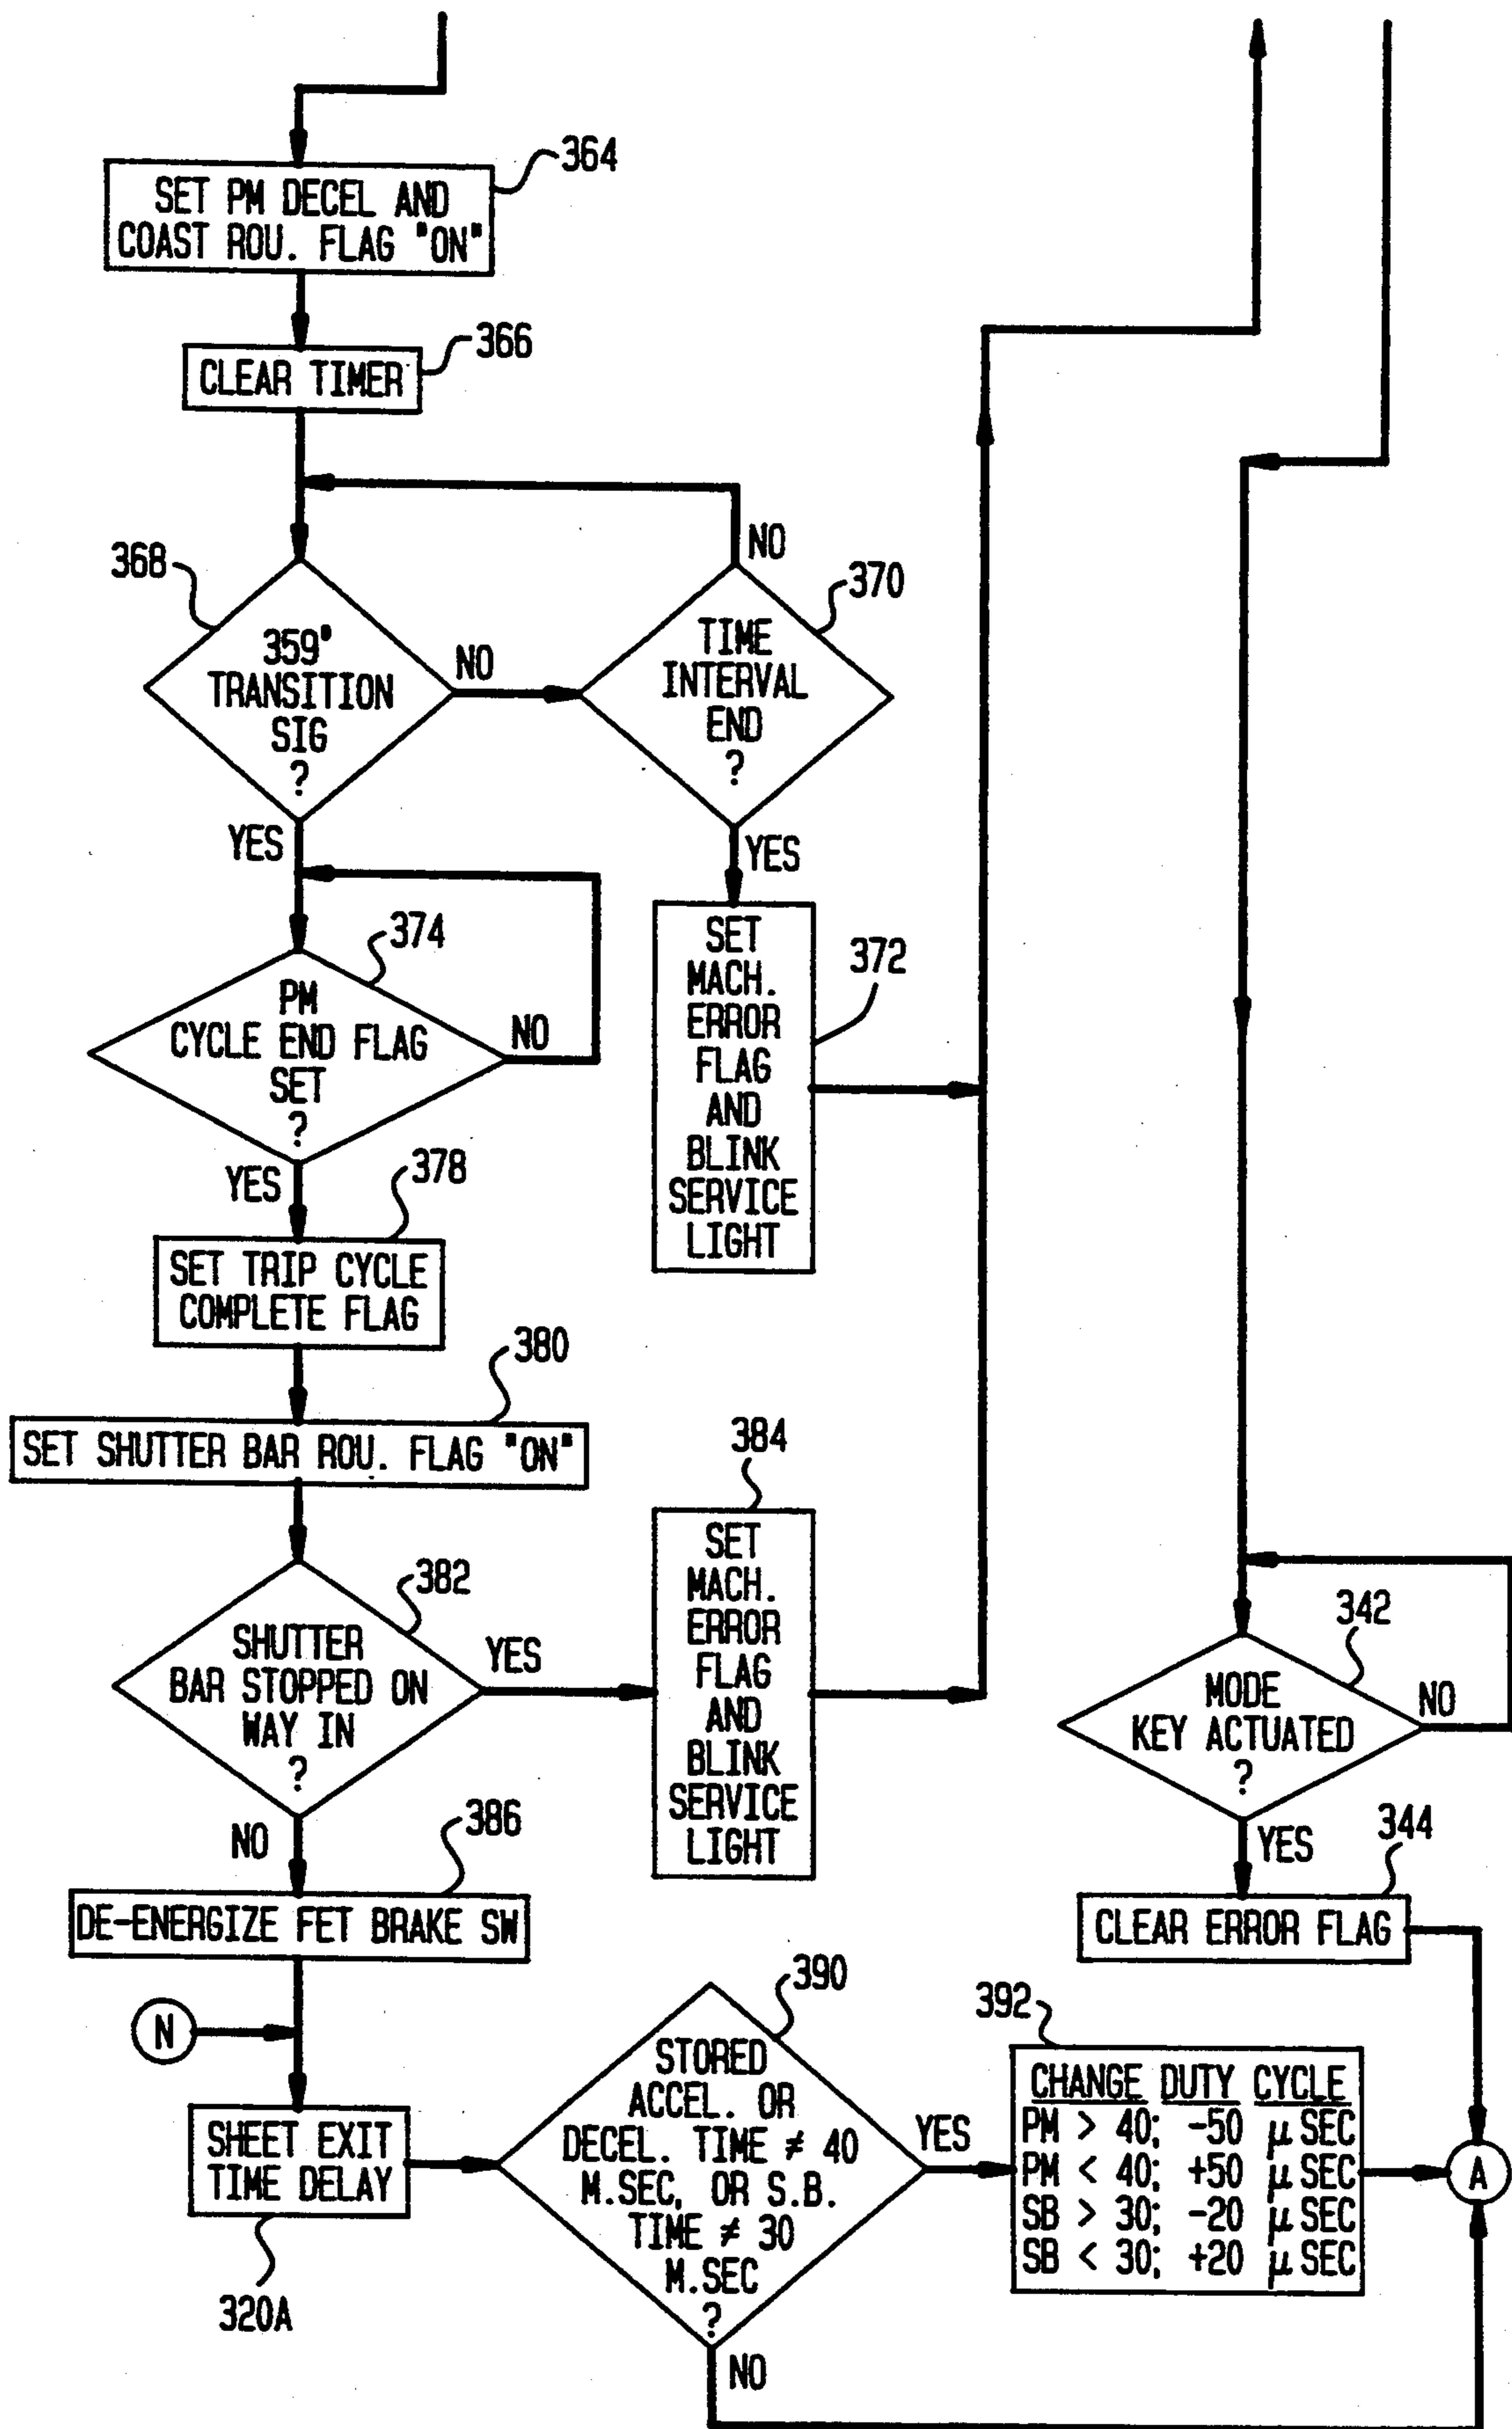 364
SET PM DECEL AND
COAST ROU. FLAG "ON"
366
CLEAR TIMER
368
359°
TRANSITION
SIG
?
NO
YES
370
TIME
INTERVAL
END
?
NO
YES
372
SET
MACH.
ERROR
FLAG
AND
BLINK
SERVICE
LIGHT
374
PM
CYCLE END FLAG
SET
?
NO
YES
378
SET TRIP CYCLE
COMPLETE FLAG
380
SET SHUTTER BAR ROU. FLAG "ON"
382
SHUTTER
BAR STOPPED ON
WAY IN
?
YES
NO
384
SET
MACH.
ERROR
FLAG
AND
BLINK
SERVICE
LIGHT
342
MODE
KEY ACTUATED
?
NO
YES
344
CLEAR ERROR FLAG
386
DE-ENERGIZE FET BRAKE SW
N
SHEET EXIT
TIME DELAY
320A
390
STORED
ACCEL. OR
DECEL. TIME ≠ 40
M.SEC, OR S.B.
TIME ≠ 30
M.SEC
?
YES
NO
392
CHANGE DUTY CYCLE
PM > 40; -50 μ SEC
PM < 40; +50 μ SEC
SB > 30; -20 μ SEC
SB < 30; +20 μ SEC
A